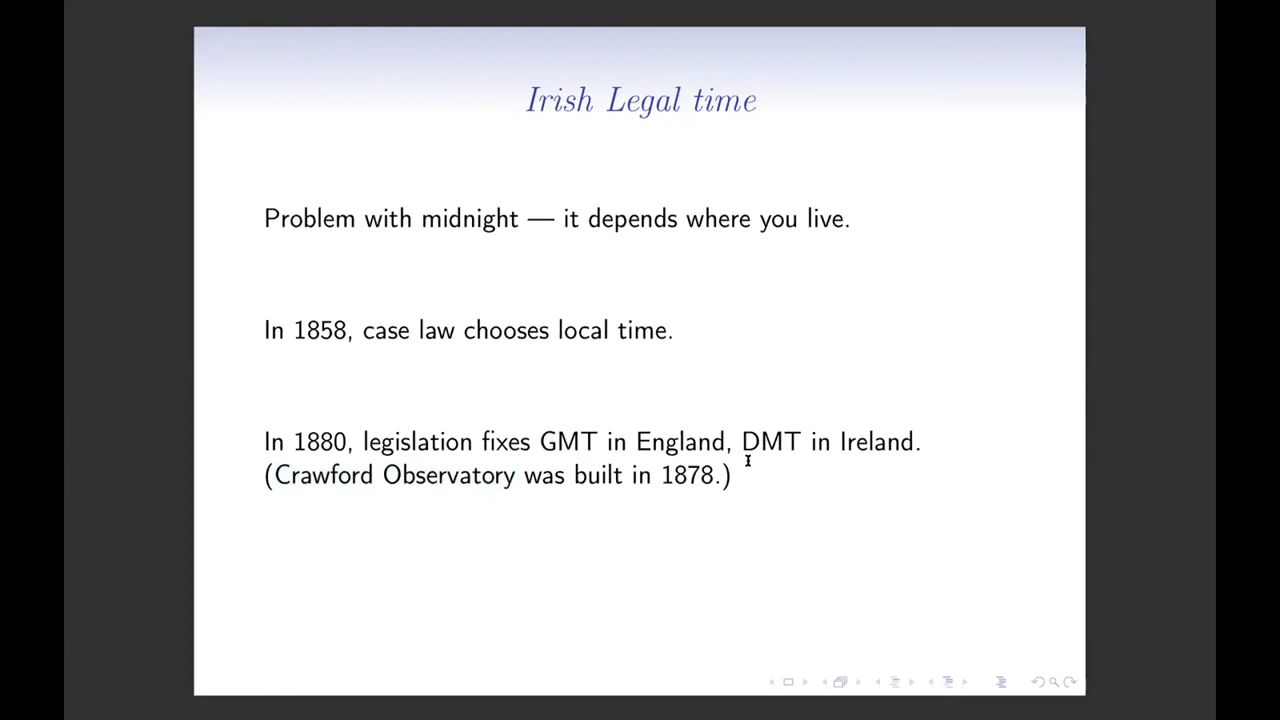 Irish Legal time
Problem with midnight — it depends where you live.
In 1858, case law chooses local time.
In 1880, legislation fixes GMT in England, DMT in Ireland.
(Crawford Observatory was built in 1878.)